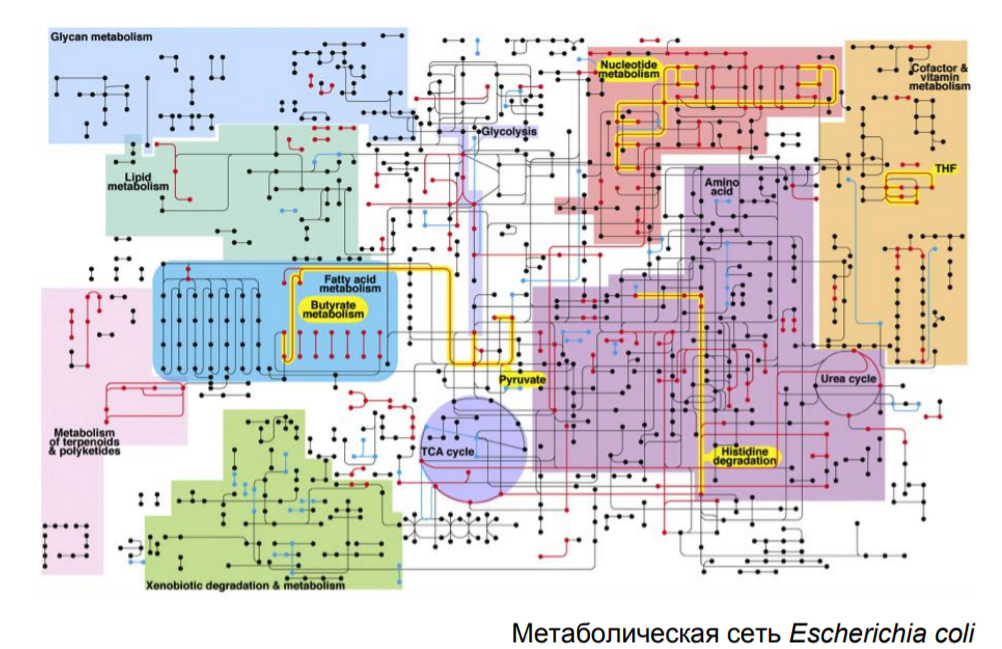 Glycan metabolism
Nucleotide
metabolism
Cofactor &
vitamin
metabolism
Glycolysis
Lipid
metabolism
THF
Amino
acid
Fatty acid
metabolism
Butyrate
metabolism
Pyruvate
Urea cycle
Metabolism
of terpenoids
& polyketides
TCA cycle
Histidine
degradation
Xenobiotic degradation & metabolism
Метаболическая сеть Escherichia coli